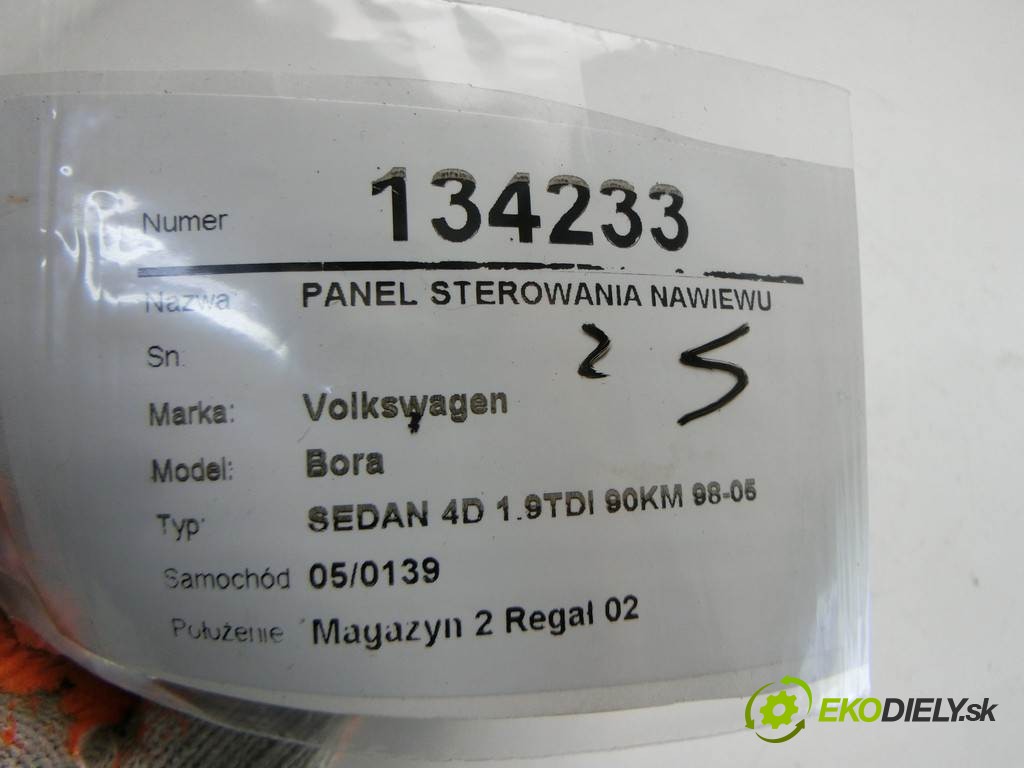 Numer 134233
Nazwa PANEL STEROWANIA NAWIEWU
2 5
Sn:
Marka: Volkswagen
Model: Bora
Typ: SEDAN 4D 1.9TDI 90KM 98-05
Samochód 05/0139
Położenie Magazyn 2 Regał 02
EKODIELY.sk